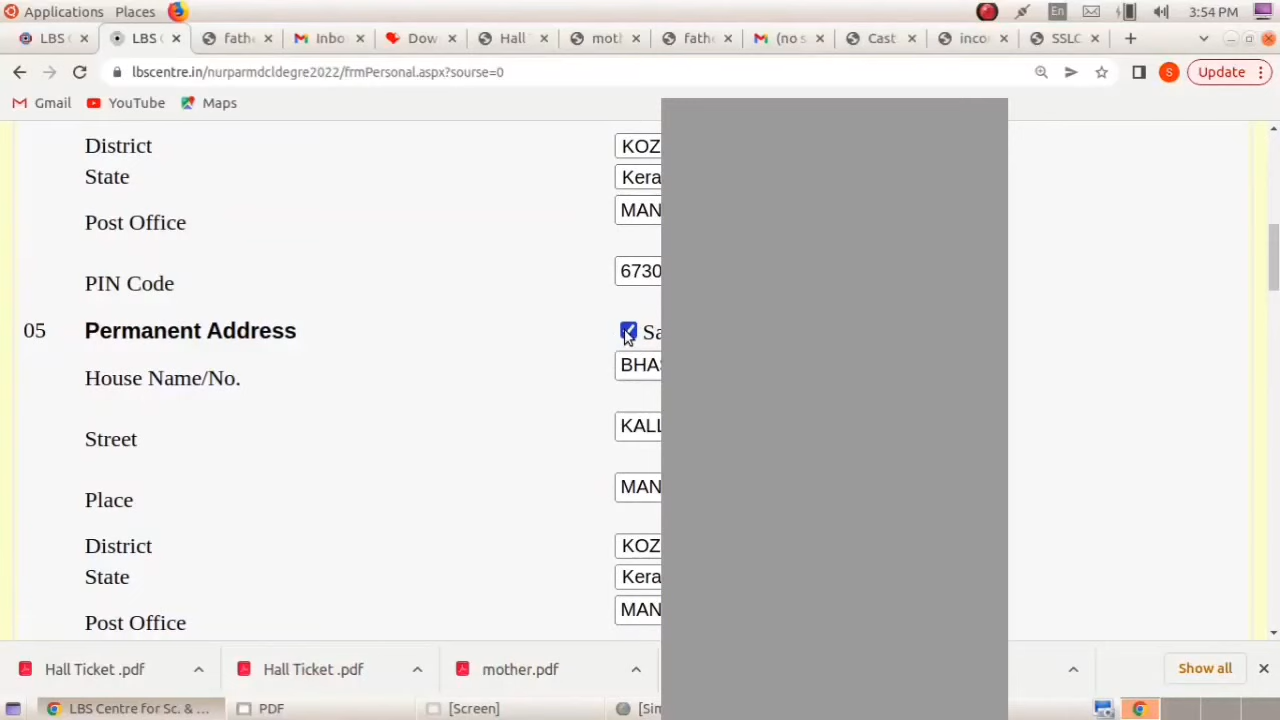 Applications Places En 3:54 PM
LBS LBS fath Inbo Dow Hall mot fath (no s Cast inco SSLC
lbscentre.in/nurparmdcldegre2022/frmPersonal.aspx?sourse=0 S Update
Gmail YouTube Maps
District KOZ
State Kera
Post Office MAN
PIN Code 6730
05 Permanent Address Sa
House Name/No. BHAS
Street KALL
Place MAN
District KOZ
State Kera
Post Office MAN
Hall Ticket .pdf Hall Ticket .pdf mother.pdf Show all
LBS Centre for Sc. & ... PDF [Screen] [Sim